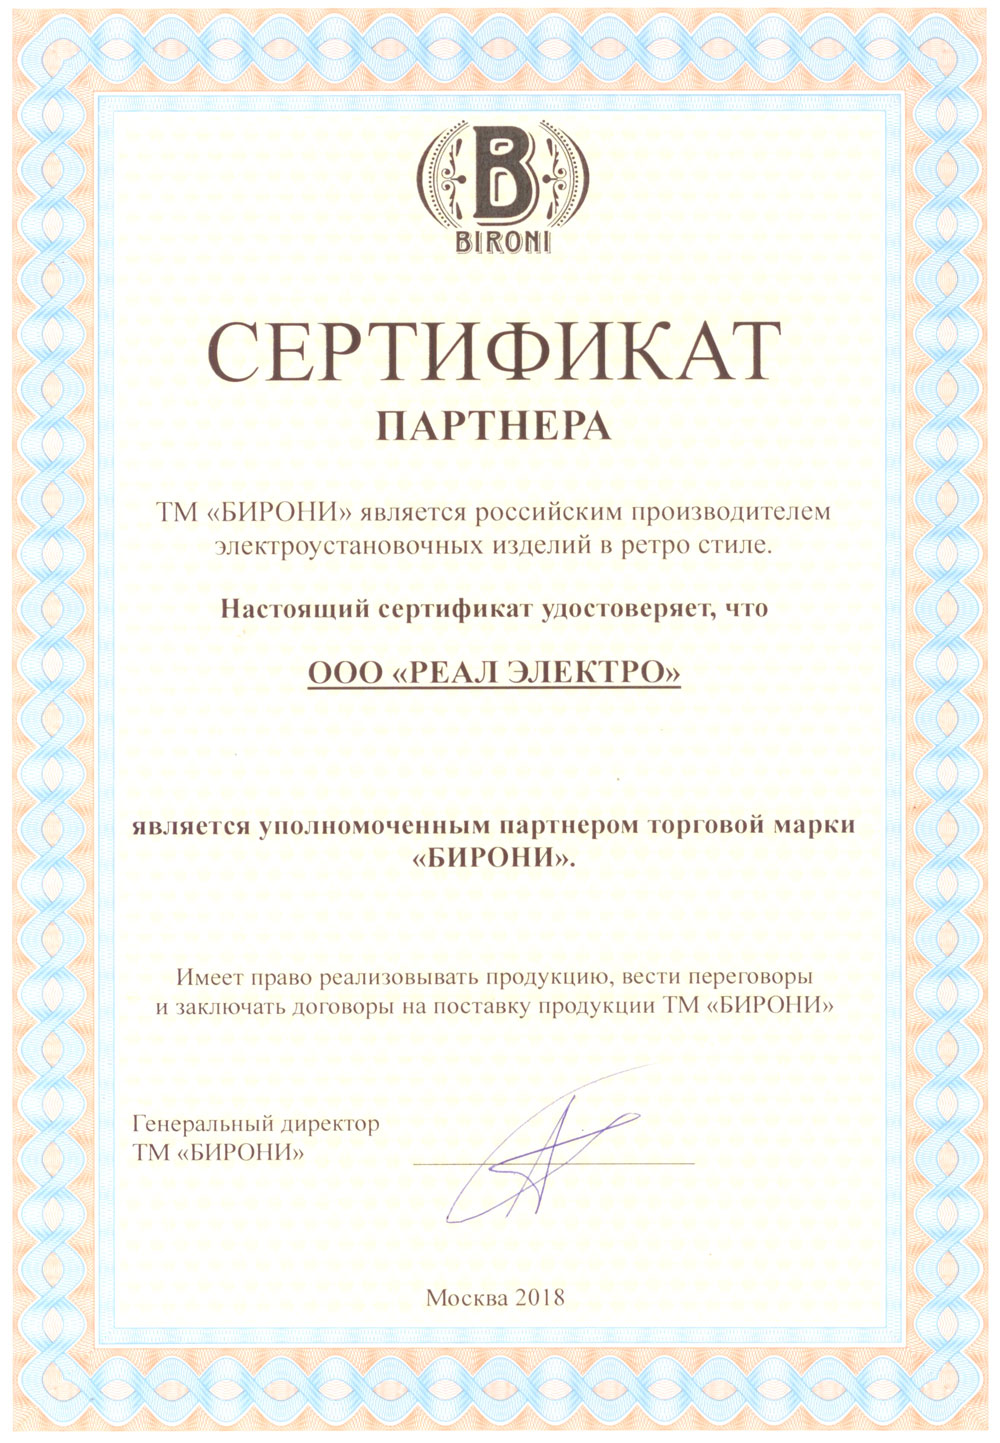 B
BIRONI
СЕРТИФИКАТ
ПАРТНЕРА
ТМ «БИРОНИ» является российским производителем
электроустановочных изделий в ретро стиле.
Настоящий сертификат удостоверяет, что
ООО «РЕАЛ ЭЛЕКТРО»
является уполномоченным партнером торговой марки
«БИРОНИ».
Имеет право реализовывать продукцию, вести переговоры
и заключать договоры на поставку продукции ТМ «БИРОНИ»
Генеральный директор
ТМ «БИРОНИ»
Москва 2018